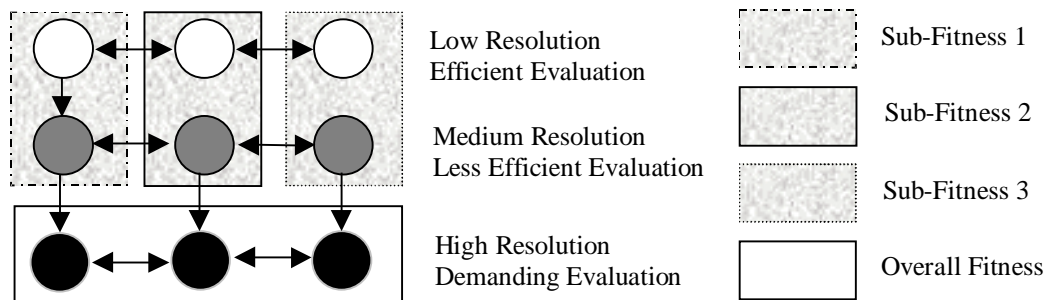 Low Resolution
Efficient Evaluation
Medium Resolution
Less Efficient Evaluation
High Resolution
Demanding Evaluation
Sub-Fitness 1
Sub-Fitness 2
Sub-Fitness 3
Overall Fitness